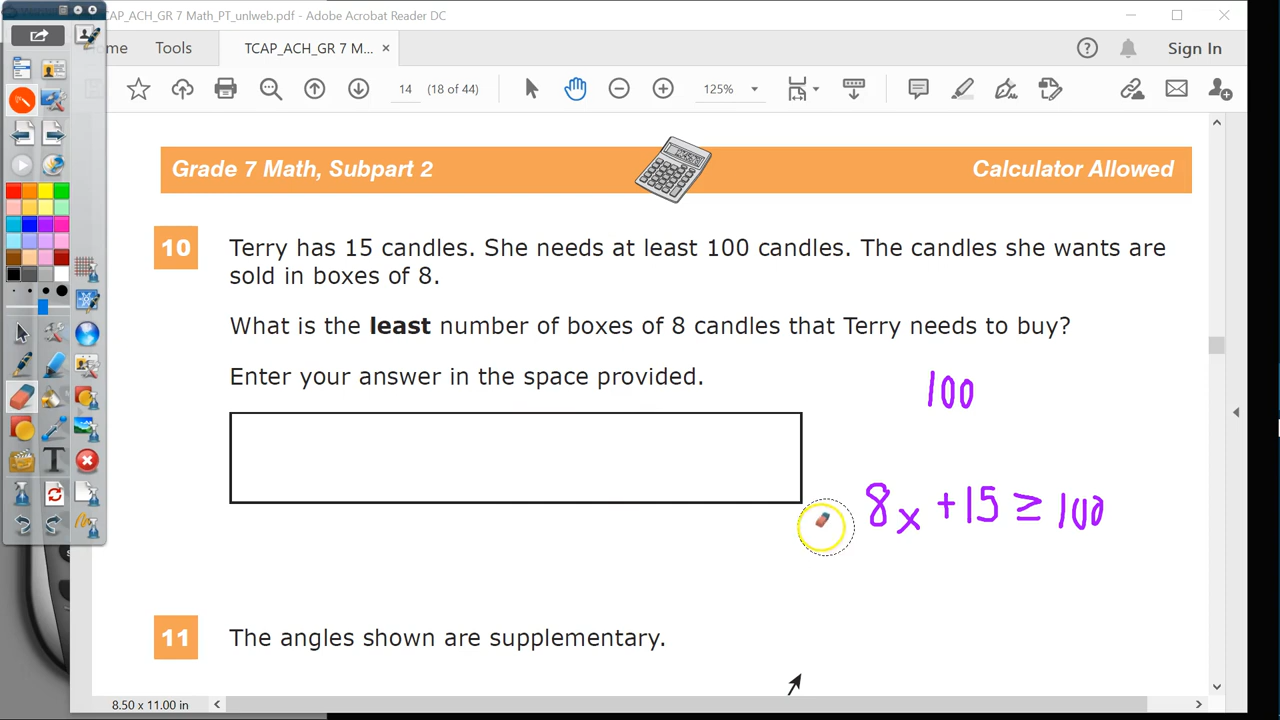 TCAP_ACH_GR 7 Math_PT_unlweb.pdf - Adobe Acrobat Reader DC
ome Tools TCAP_ACH_GR 7 M... × Sign In
14 (18 of 44) 125%
Grade 7 Math, Subpart 2 Calculator Allowed
10 Terry has 15 candles. She needs at least 100 candles. The candles she wants are
sold in boxes of 8.
What is the least number of boxes of 8 candles that Terry needs to buy?
Enter your answer in the space provided.
100
8x +15 ≥ 100
11 The angles shown are supplementary.
8.50 x 11.00 in